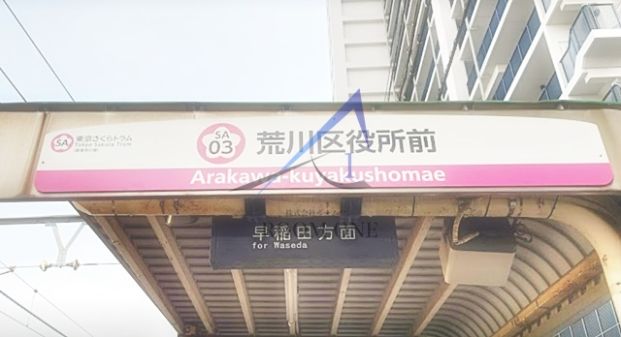 SA 東京さくらトラム
Tokyo Sakura Tram
SA
03
荒川区役所前
Arakawa-kuyakushomae
早稲田方面
for Waseda